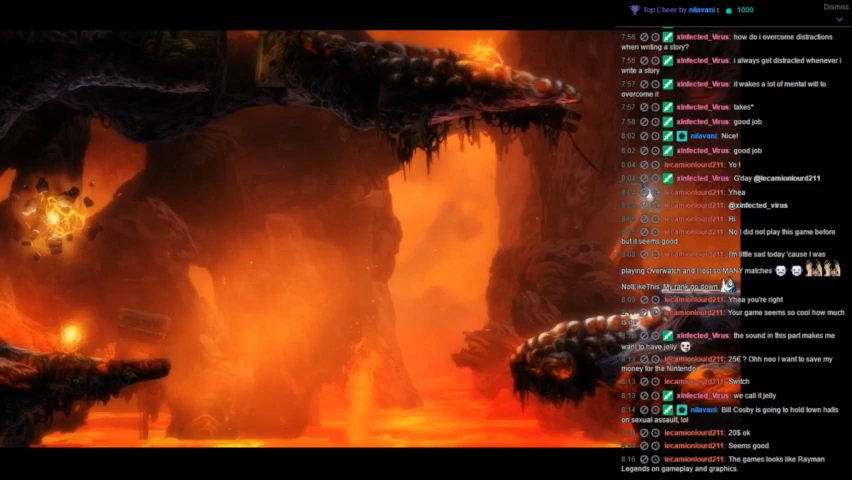 Top Cheer by nilavani : 1000
Dismiss
7:56 xInfected_Virus: how do i overcome distractions
when writing a story?
7:56 xInfected_Virus: i always get distracted whenever i
write a story
7:57 xInfected_Virus: it wakes a lot of mental will to
overcome it
7:57 xInfected_Virus: takes*
7:58 xInfected_Virus: good job
8:02 nilavani: Nice!
8:02 xInfected_Virus: good job
8:04 lecamionlourd211: Yo !
8:04 xInfected_Virus: G'day @lecamionlourd211
lecamionlourd211: Yhea
lecamionlourd211: @xinfected_virus
lecamionlourd211: Hi
lecamionlourd211: No I did not play this game before
but it seems good
lecamionlourd211: I'm little sad today 'cause I was
playing Overwatch and I lost so MANY matches
NotLikeThis My rank go down
lecamionlourd211: Yhea you're right
lecamionlourd211: Your game seems so cool how much
xInfected_Virus: the sound in this part makes me
want to have jelly
8:13 lecamionlourd211: 25€ ? Ohh noo I want to save my
money for the Nintendo
8:13 lecamionlourd211: Switch
8:13 xInfected_Virus: we call it jelly
8:14 nilavani: Bill Cosby is going to hold town halls
on sexual assault, lol
lecamionlourd211: 20$ ok
lecamionlourd211: Seems good
8:16 lecamionlourd211: The games looks like Rayman
Legends on gameplay and graphics.